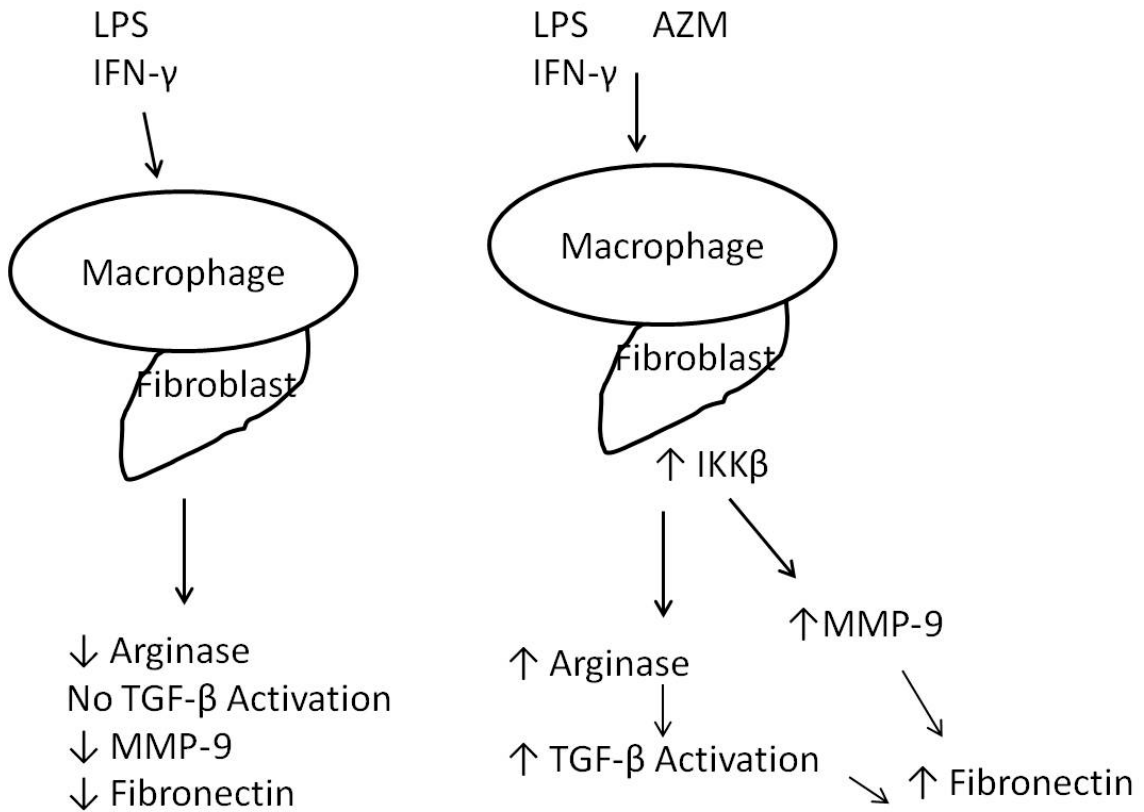 LPS
IFN-γ
Macrophage
Fibroblast
↓ Arginase
No TGF-β Activation
↓ MMP-9
↓ Fibronectin
LPS AZM
IFN-γ
Macrophage
Fibroblast
↑ IKKβ
↑MMP-9
↑ Arginase
↑ TGF-β Activation
↑ Fibronectin